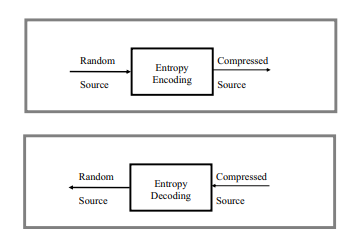 Random
Source
Entropy
Encoding
Compressed
Source
Random
Source
Entropy
Decoding
Compressed
Source